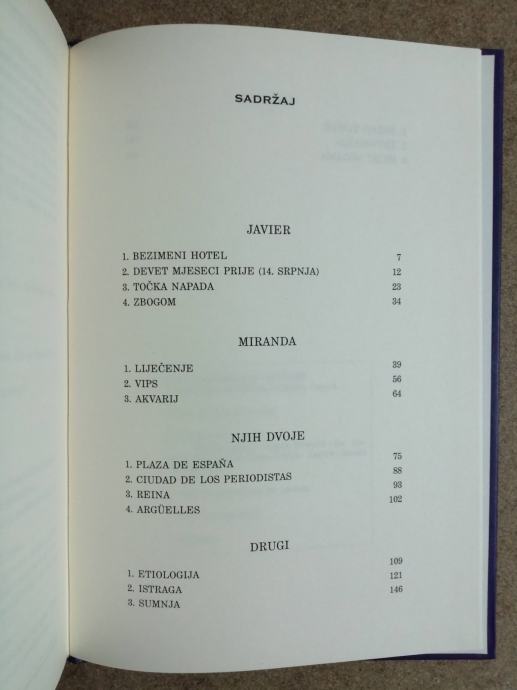 SADRŽAJ
JAVIER
1. BEZIMENI HOTEL 7
2. DEVET MJESECI PRIJE (14. SRPNJA) 12
3. TOČKA NAPADA 23
4. ZBOGOM 34
MIRANDA
1. LIJEČENJE 39
2. VIPS 56
3. AKVARIJ 64
NJIH DVOJE
1. PLAZA DE ESPAÑA 75
2. CIUDAD DE LOS PERIODISTAS 88
3. REINA 93
4. ARGÜELLES 102
DRUGI
1. ETIOLOGIJA 109
2. ISTRAGA 121
3. SUMNJA 146